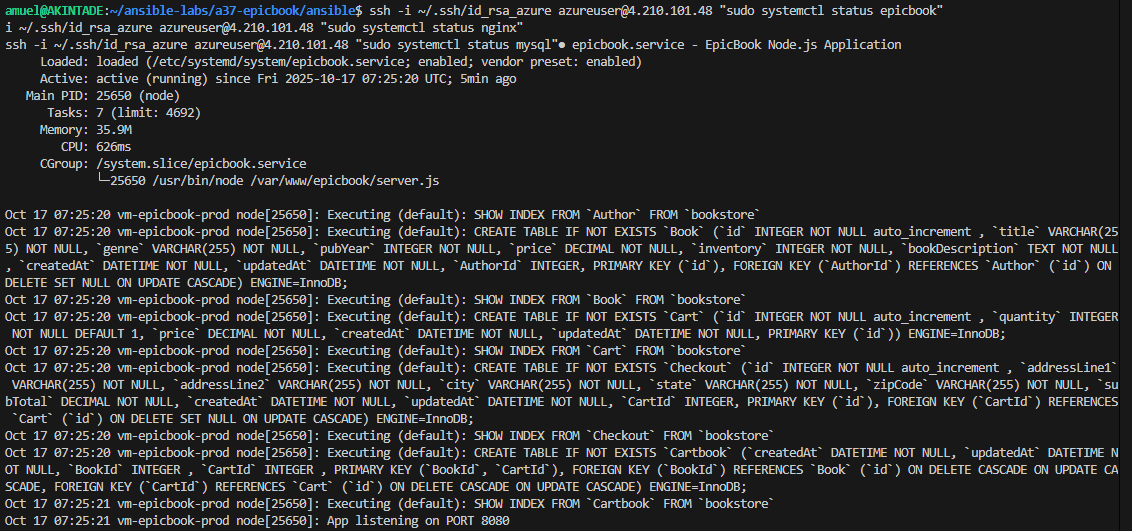 amuel@AKINTADE:~/ansible-labs/a37-epicbook/ansible$ ssh -i ~/.ssh/id_rsa_azure azureuser@4.210.101.48 "sudo systemctl status epicbook"
i ~/.ssh/id_rsa_azure azureuser@4.210.101.48 "sudo systemctl status nginx"
ssh -i ~/.ssh/id_rsa_azure azureuser@4.210.101.48 "sudo systemctl status mysql"● epicbook.service - EpicBook Node.js Application
     Loaded: loaded (/etc/systemd/system/epicbook.service; enabled; vendor preset: enabled)
     Active: active (running) since Fri 2025-10-17 07:25:20 UTC; 5min ago
   Main PID: 25650 (node)
      Tasks: 7 (limit: 4692)
     Memory: 35.9M
        CPU: 626ms
     CGroup: /system.slice/epicbook.service
             └─25650 /usr/bin/node /var/www/epicbook/server.js
Oct 17 07:25:20 vm-epicbook-prod node[25650]: Executing (default): SHOW INDEX FROM `Author` FROM `bookstore`
Oct 17 07:25:20 vm-epicbook-prod node[25650]: Executing (default): CREATE TABLE IF NOT EXISTS `Book` (`id` INTEGER NOT NULL auto_increment , `title` VARCHAR(25
5) NOT NULL, `genre` VARCHAR(255) NOT NULL, `pubYear` INTEGER NOT NULL, `price` DECIMAL NOT NULL, `inventory` INTEGER NOT NULL, `bookDescription` TEXT NOT NULL
, `createdAt` DATETIME NOT NULL, `updatedAt` DATETIME NOT NULL, `AuthorId` INTEGER, PRIMARY KEY (`id`), FOREIGN KEY (`AuthorId`) REFERENCES `Author` (`id`) ON
DELETE SET NULL ON UPDATE CASCADE) ENGINE=InnoDB;
Oct 17 07:25:20 vm-epicbook-prod node[25650]: Executing (default): SHOW INDEX FROM `Book` FROM `bookstore`
Oct 17 07:25:20 vm-epicbook-prod node[25650]: Executing (default): CREATE TABLE IF NOT EXISTS `Cart` (`id` INTEGER NOT NULL auto_increment , `quantity` INTEGER
 NOT NULL DEFAULT 1, `price` DECIMAL NOT NULL, `createdAt` DATETIME NOT NULL, `updatedAt` DATETIME NOT NULL, PRIMARY KEY (`id`)) ENGINE=InnoDB;
Oct 17 07:25:20 vm-epicbook-prod node[25650]: Executing (default): SHOW INDEX FROM `Cart` FROM `bookstore`
Oct 17 07:25:20 vm-epicbook-prod node[25650]: Executing (default): CREATE TABLE IF NOT EXISTS `Checkout` (`id` INTEGER NOT NULL auto_increment , `addressLine1`
 VARCHAR(255) NOT NULL, `addressLine2` VARCHAR(255) NOT NULL, `city` VARCHAR(255) NOT NULL, `state` VARCHAR(255) NOT NULL, `zipCode` VARCHAR(255) NOT NULL, `su
bTotal` DECIMAL NOT NULL, `createdAt` DATETIME NOT NULL, `updatedAt` DATETIME NOT NULL, `CartId` INTEGER, PRIMARY KEY (`id`), FOREIGN KEY (`CartId`) REFERENCES
 `Cart` (`id`) ON DELETE SET NULL ON UPDATE CASCADE) ENGINE=InnoDB;
Oct 17 07:25:20 vm-epicbook-prod node[25650]: Executing (default): SHOW INDEX FROM `Checkout` FROM `bookstore`
Oct 17 07:25:20 vm-epicbook-prod node[25650]: Executing (default): CREATE TABLE IF NOT EXISTS `Cartbook` (`createdAt` DATETIME NOT NULL, `updatedAt` DATETIME N
OT NULL, `BookId` INTEGER , `CartId` INTEGER , PRIMARY KEY (`BookId`, `CartId`), FOREIGN KEY (`BookId`) REFERENCES `Book` (`id`) ON DELETE CASCADE ON UPDATE CA
SCADE, FOREIGN KEY (`CartId`) REFERENCES `Cart` (`id`) ON DELETE CASCADE ON UPDATE CASCADE) ENGINE=InnoDB;
Oct 17 07:25:21 vm-epicbook-prod node[25650]: Executing (default): SHOW INDEX FROM `Cartbook` FROM `bookstore`
Oct 17 07:25:21 vm-epicbook-prod node[25650]: App listening on PORT 8080